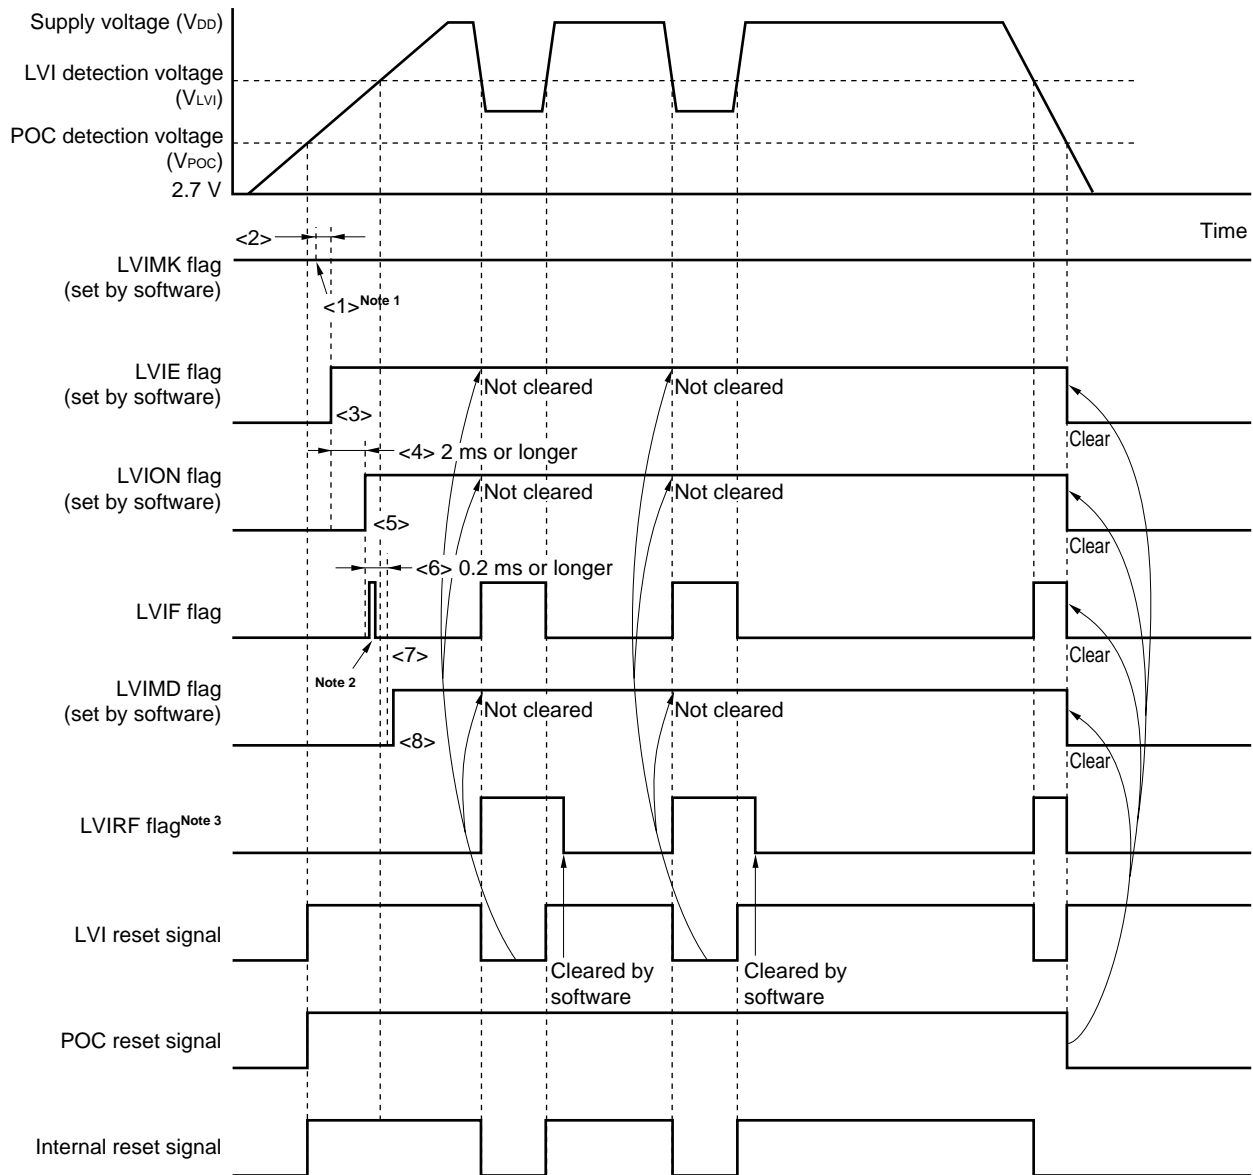 Supply voltage (VDD)
LVI detection voltage
(VLVI)
POC detection voltage
(VPOC)
2.7 V
Time
<2>
LVIMK flag
(set by software)
<1>Note 1
LVIE flag
(set by software)
Not cleared
Not cleared
<3>
Clear
<4> 2 ms or longer
LVION flag
(set by software)
Not cleared
Not cleared
<5>
Clear
<6> 0.2 ms or longer
LVIF flag
<7>
Clear
Note 2
LVIMD flag
(set by software)
Not cleared
Not cleared
<8>
Clear
LVIRF flagNote 3
LVI reset signal
Cleared by
software
Cleared by
software
POC reset signal
Internal reset signal